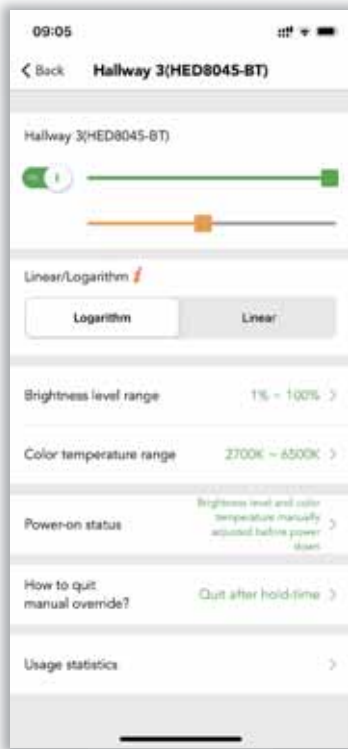 09:05
Back Hallway 3(HED8045-BT)
Hallway 3(HED8045-BT)
Linear/Logarithm
Logarithm Linear
Brightness level range 1% ~ 100%
Color temperature range 2700K ~ 6500K
Power-on status
Brightness level and color
temperature manually
adjusted before power
down
How to quit
manual override?
Quit after hold-time
Usage statistics